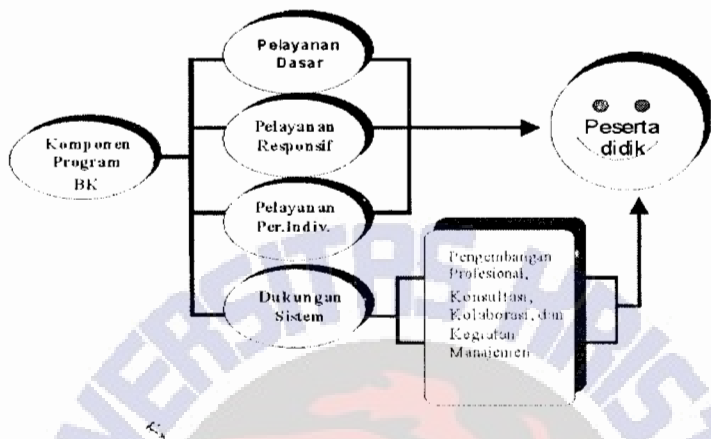 Pelayanan
Dasar
Komponen
Program
BK
Pelayanan
Responsif
Peserta
didik
Pelayanan
Per.Indiv.
Dukungan
Sistem
Pengembangan
Profesional,
Konsultasi,
Kolaborasi, dan
Kegiatan
Manajemen